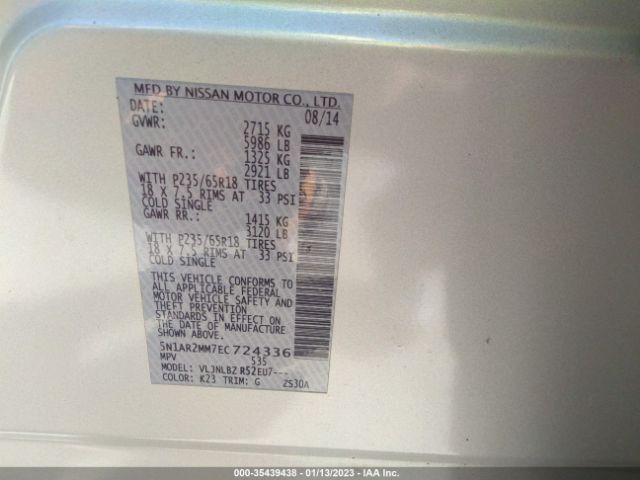 MFD BY NISSAN MOTOR CO., LTD.
DATE: 08/14
GVWR: 2715 KG
5986 LB
GAWR FR.: 1325 KG
2921 LB
WITH P235/65R18 TIRES
18 X 7.5 RIMS AT 33 PSI
COLD SINGLE
GAWR RR.: 1415 KG
3120 LB
WITH P235/65R18 TIRES
18 X 7.5 RIMS AT 33 PSI
COLD SINGLE
THIS VEHICLE CONFORMS TO
ALL APPLICABLE FEDERAL
MOTOR VEHICLE SAFETY AND
THEFT PREVENTION
STANDARDS IN EFFECT ON
THE DATE OF MANUFACTURE
SHOWN ABOVE.
5N1AR2MM7EC724336
MPV 535
MODEL: VLJNLBZ R52EU7---
COLOR: K23 TRIM: G 2S30A
000-35439438 - 01/13/2023 - IAA Inc.